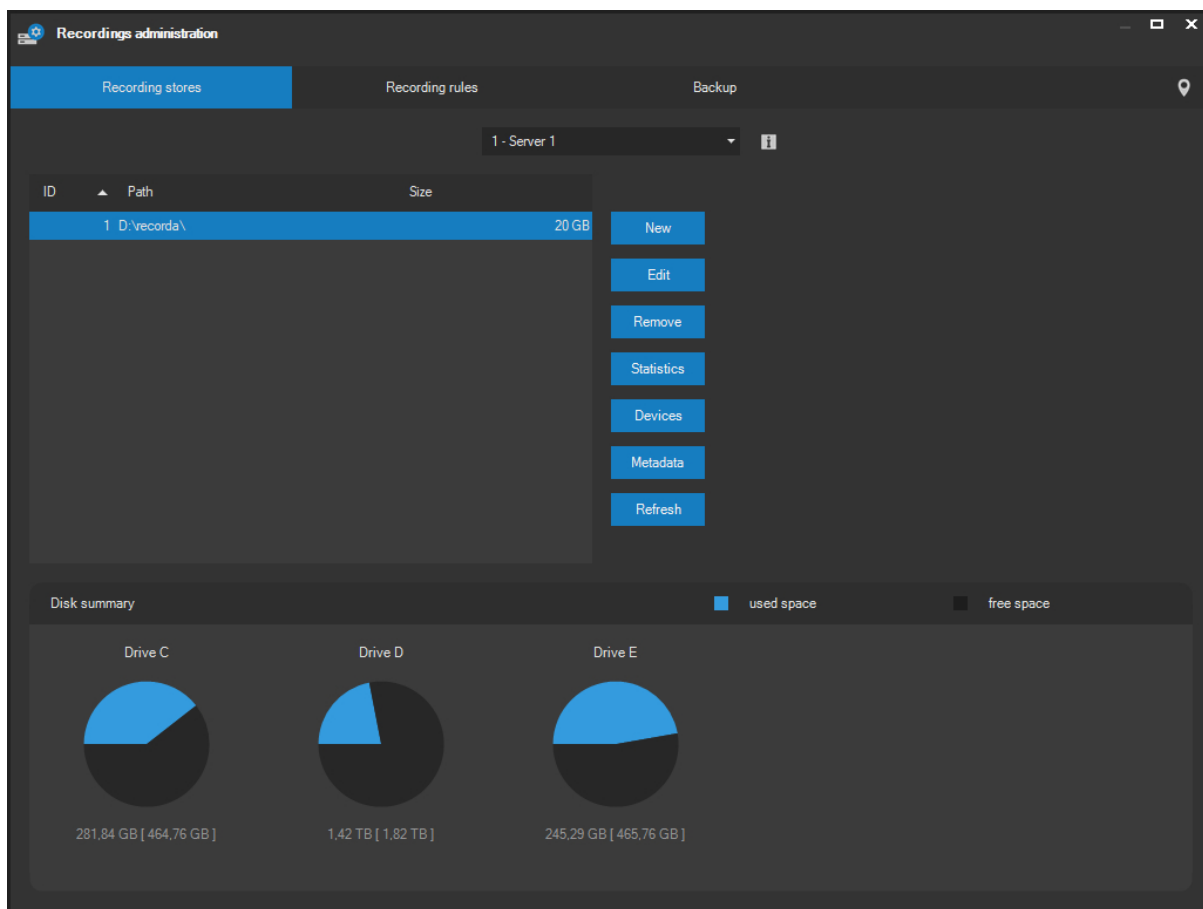 Recordings administration
Recording stores Recording rules Backup
1 - Server 1
ID Path Size
1 D:\recorda\ 20 GB
New
Edit
Remove
Statistics
Devices
Metadata
Refresh
Disk summary used space free space
Drive C Drive D Drive E
281,84 GB [ 464,76 GB ] 1,42 TB [ 1,82 TB ] 245,29 GB [ 465,76 GB ]